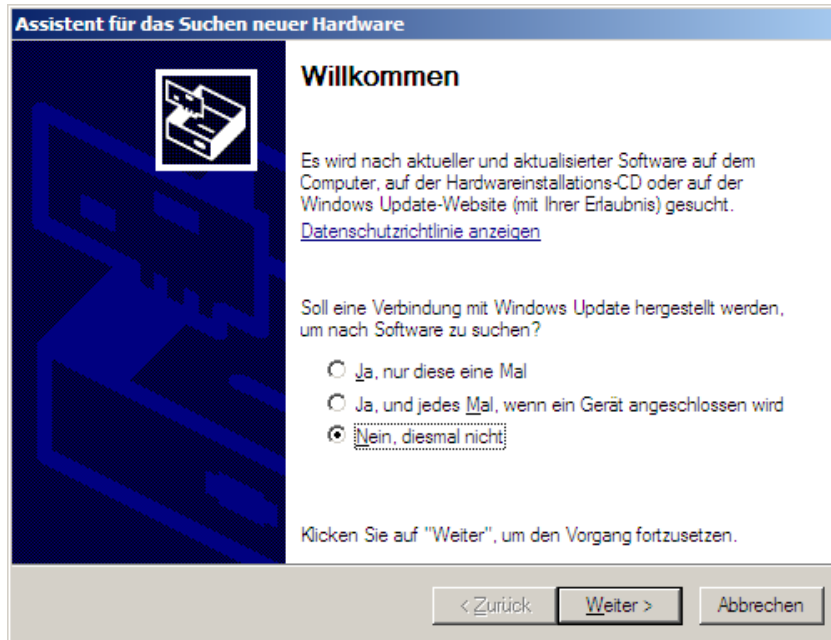 Assistent für das Suchen neuer Hardware
Willkommen
Es wird nach aktueller und aktualisierter Software auf dem
Computer, auf der Hardwareinstallations-CD oder auf der
Windows Update-Website (mit Ihrer Erlaubnis) gesucht.
Datenschutzrichtlinie anzeigen
Soll eine Verbindung mit Windows Update hergestellt werden,
um nach Software zu suchen?
Ja, nur diese eine Mal
Ja, und jedes Mal, wenn ein Gerät angeschlossen wird
Nein, diesmal nicht
Klicken Sie auf "Weiter", um den Vorgang fortzusetzen.
< Zurück Weiter > Abbrechen